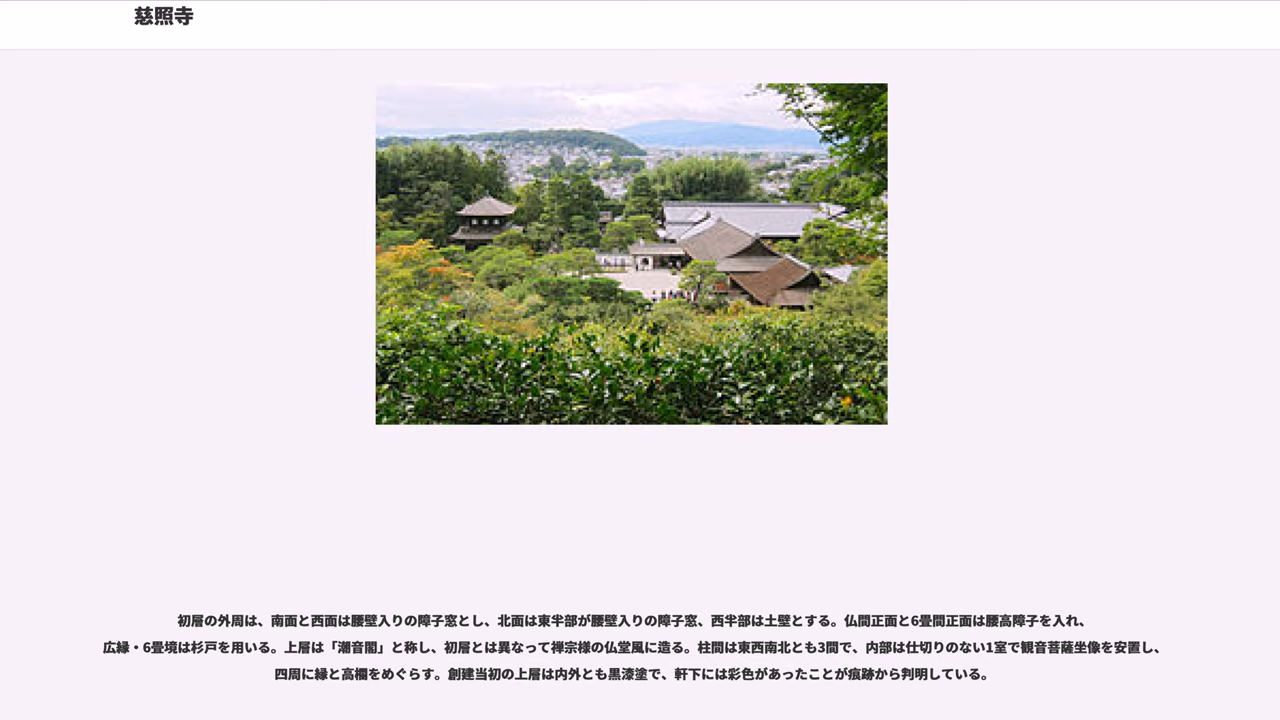 慈照寺
初層の外周は、南面と西面は腰壁入りの障子窓とし、北面は東半部が腰壁入りの障子窓、西半部は土壁とする。仏間正面と6畳間正面は腰高障子を入れ、
広縁・6畳境は杉戸を用いる。上層は「潮音閣」と称し、初層とは異なって禅宗様の仏堂風に造る。柱間は東西南北とも3間で、内部は仕切りのない1室で観音菩薩坐像を安置し、
四周に縁と高欄をめぐらす。創建当初の上層は内外とも黒漆塗で、軒下には彩色があったことが痕跡から判明している。